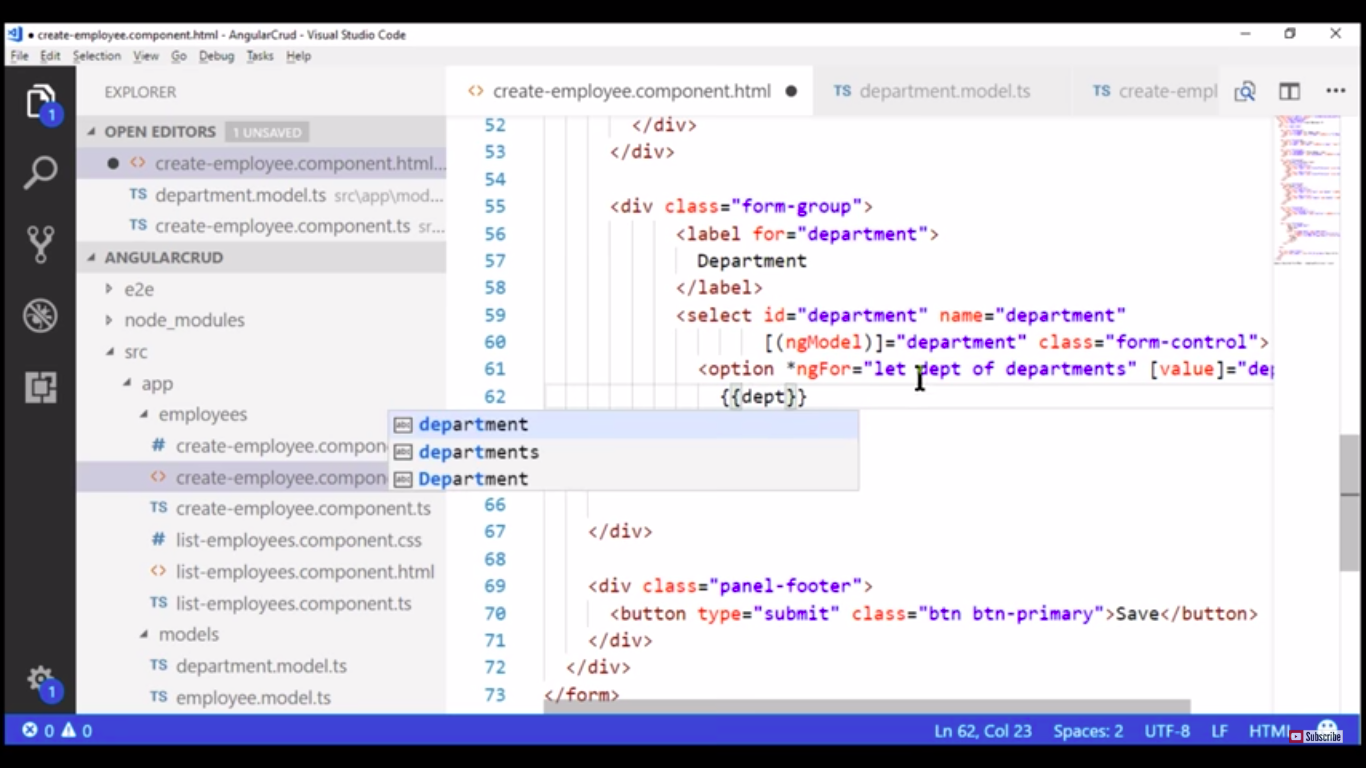 ● create-employee.component.html - AngularCrud - Visual Studio Code
File Edit Selection View Go Debug Tasks Help
EXPLORER
OPEN EDITORS 1 UNSAVED
create-employee.component.html...
TS department.model.ts src\app\mod...
TS create-employee.component.ts sr...
ANGULARCRUD
e2e
node_modules
src
app
employees
# create-employee.compon
<> create-employee.compon
TS create-employee.component.ts
# list-employees.component.css
<> list-employees.component.html
TS list-employees.component.ts
models
TS department.model.ts
TS employee.model.ts
1
1
<> create-employee.component.html ●
TS department.model.ts
TS create-empl
52 </div>
53 </div>
54
55 <div class="form-group">
56 <label for="department">
57 Department
58 </label>
59 <select id="department" name="department"
60 [(ngModel)]="department" class="form-control">
61 <option *ngFor="let dept of departments" [value]="dep
62 {{dept}}
department
departments
Department
66
67 </div>
68
69 <div class="panel-footer">
70 <button type="submit" class="btn btn-primary">Save</button>
71 </div>
72 </div>
73 </form>
0 0
Ln 62, Col 23 Spaces: 2 UTF-8 LF HTML
Subscribe